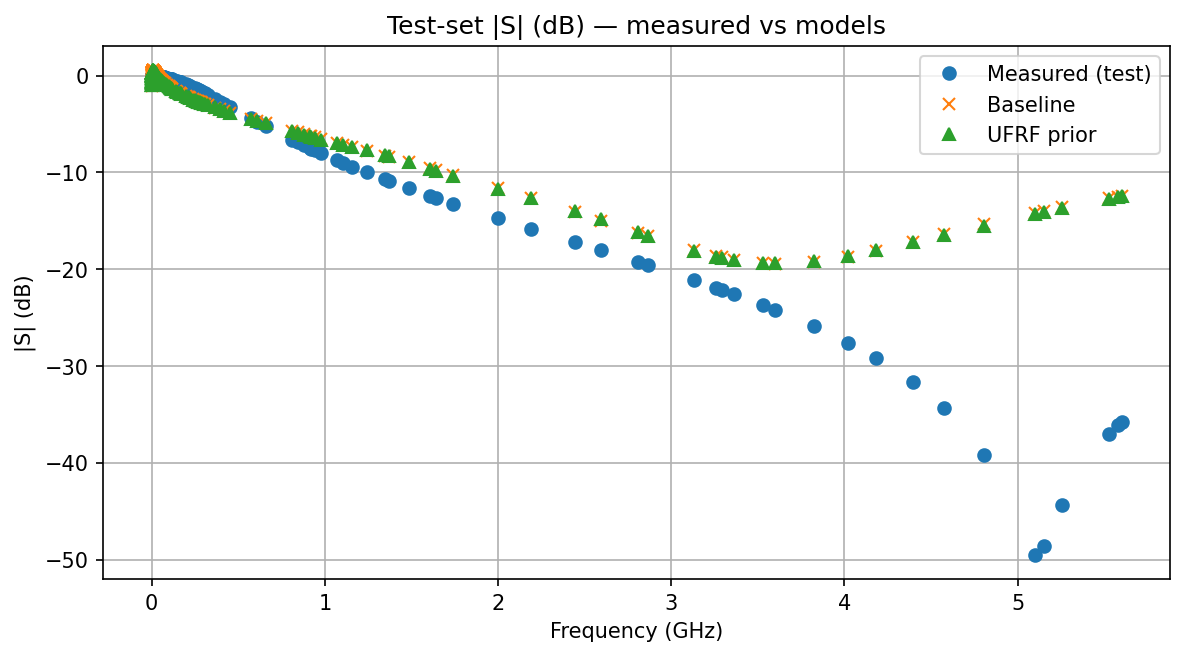 Test-set |S| (dB) — measured vs models
Measured (test)
Baseline
UFRF prior
|S| (dB)
0
−10
−20
−30
−40
−50
0 1 2 3 4 5
Frequency (GHz)